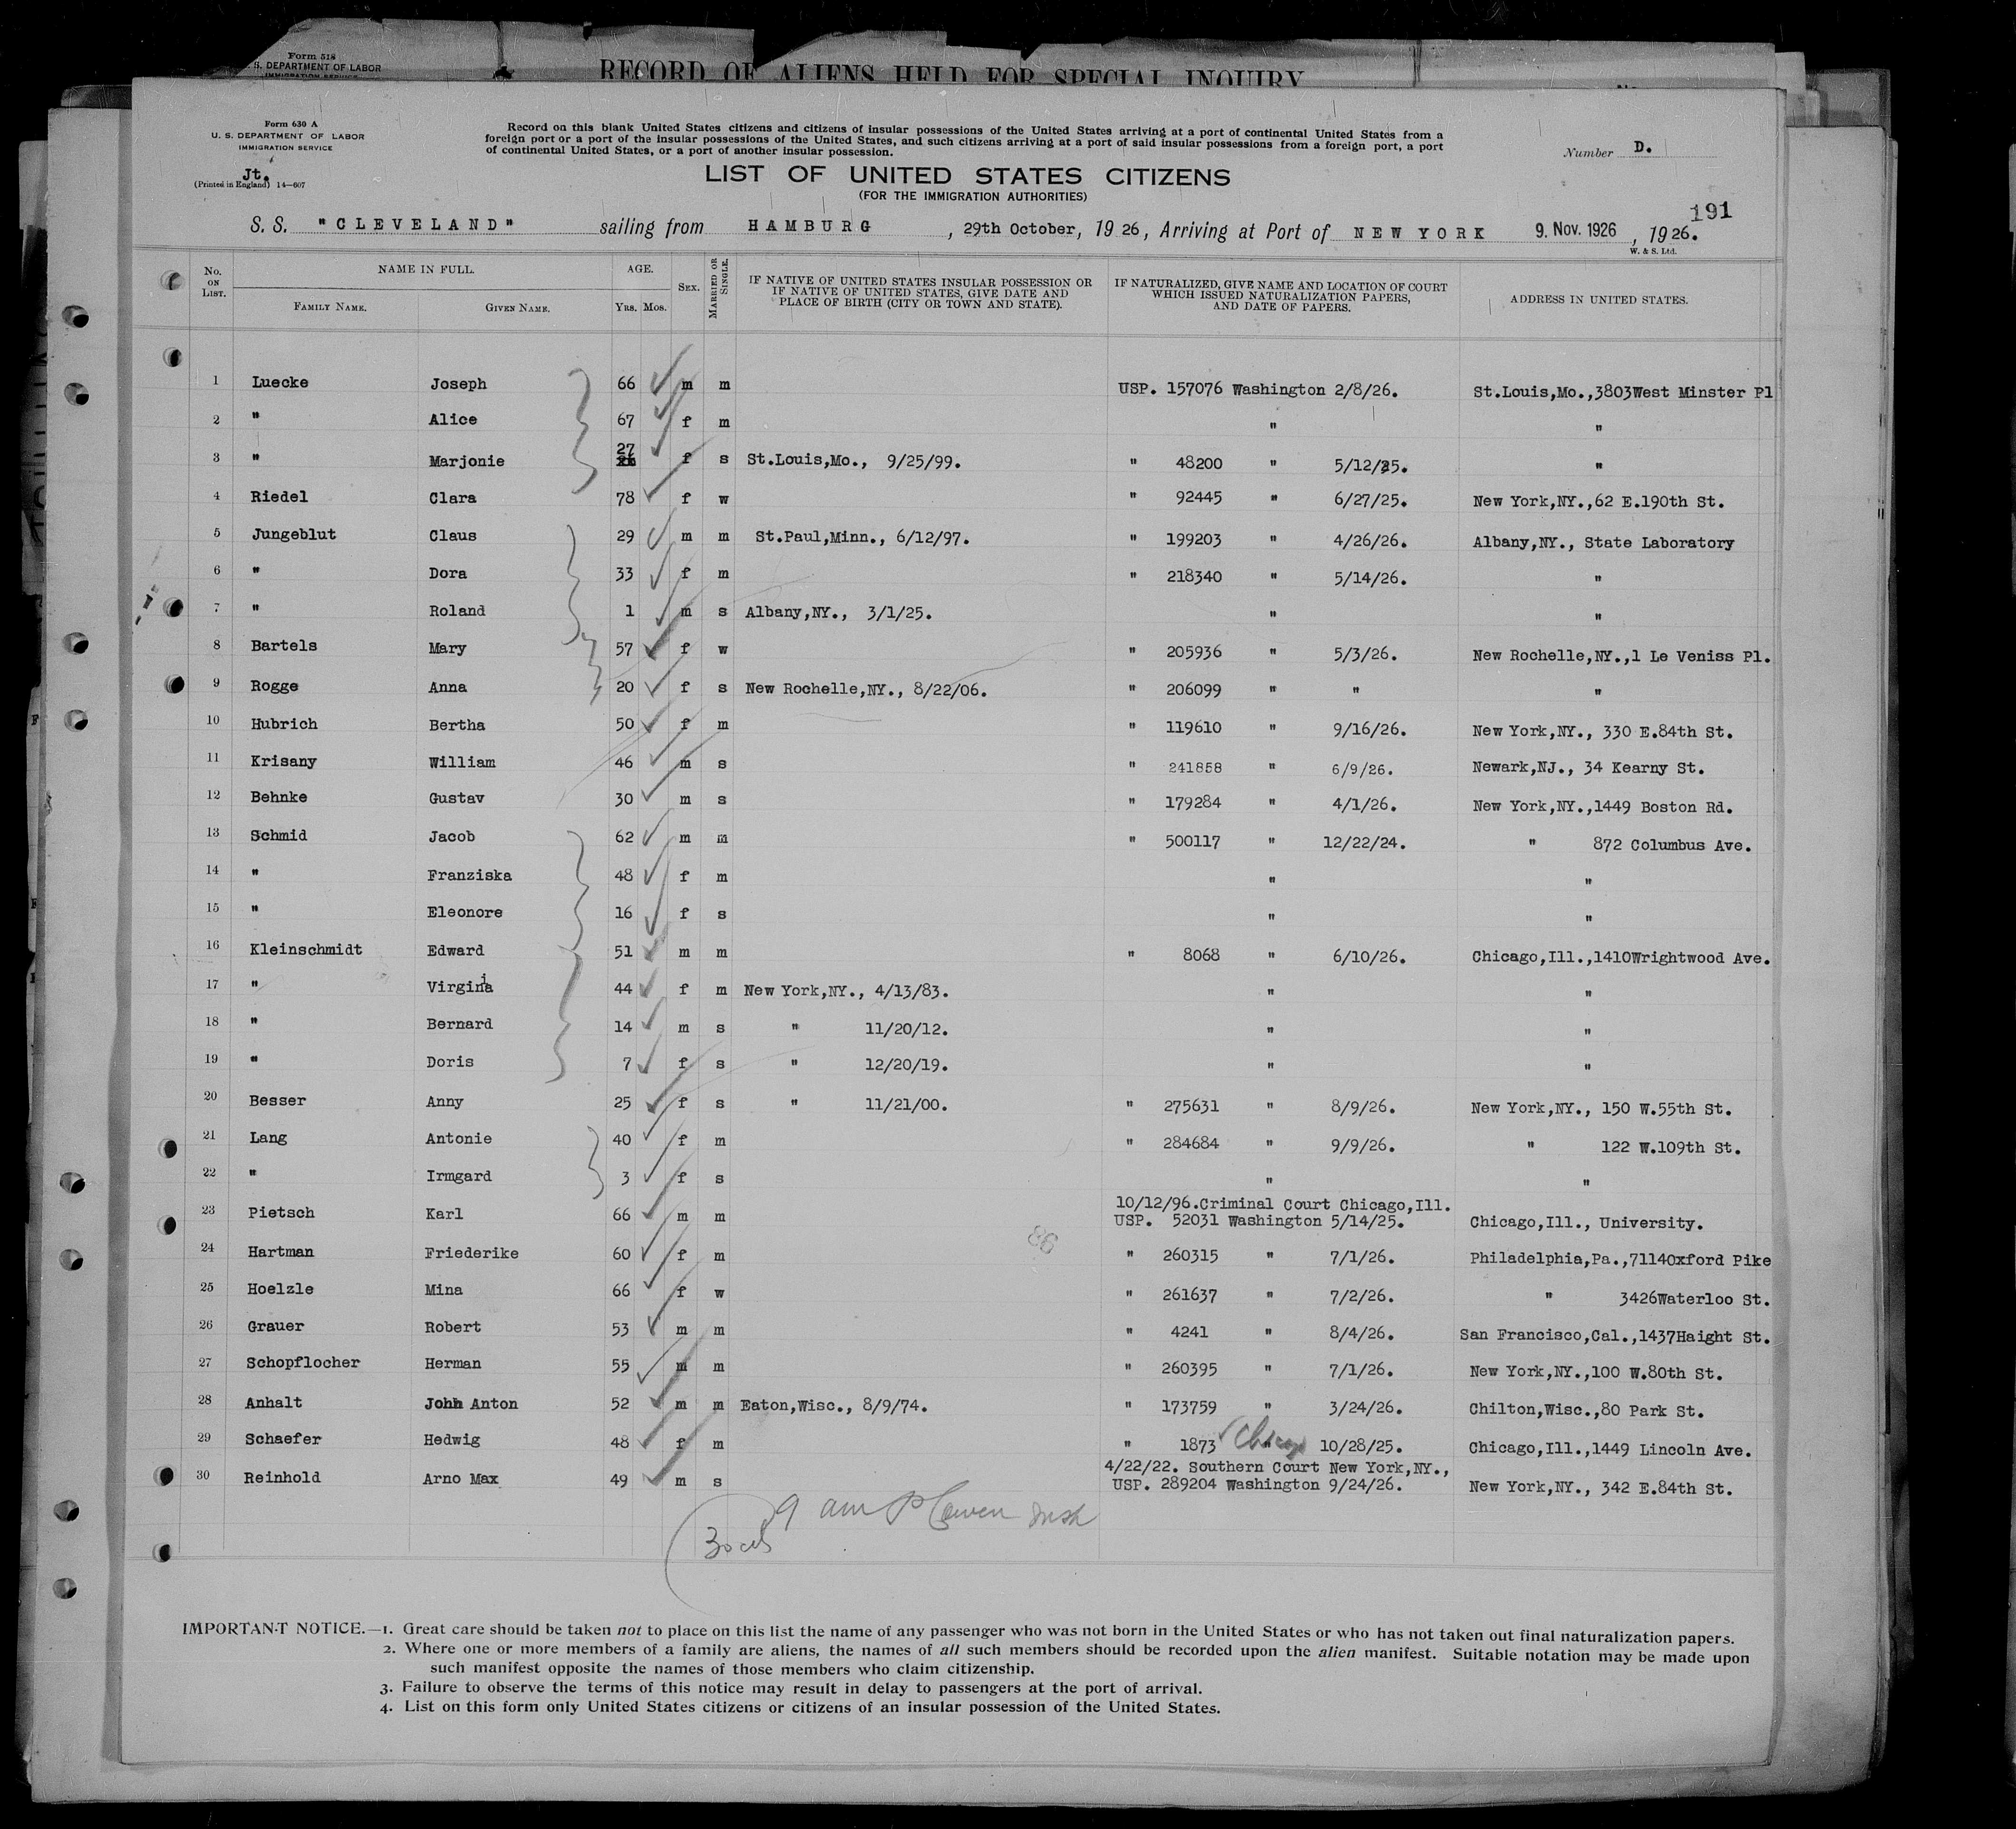 Form 518
S. DEPARTMENT OF LABOR
IMMIGRATION SERVICE
RECORD OF ALIENS HELD FOR SPECIAL INQUIRY
Form 630 A
U. S. DEPARTMENT OF LABOR
IMMIGRATION SERVICE
Jt.
(Printed in England) 14—607
Record on this blank United States citizens and citizens of insular possessions of the United States arriving at a port of continental United States from a
foreign port or a port of the insular possessions of the United States, and such citizens arriving at a port of said insular possessions from a foreign port, a port
of continental United States, or a port of another insular possession.
Number D.
LIST OF UNITED STATES CITIZENS
(FOR THE IMMIGRATION AUTHORITIES)
191
S. S. "CLEVELAND" sailing from HAMBURG, 29th October, 1926, Arriving at Port of NEW YORK 9. Nov. 1926, 1926.
W. & S. Ltd.
No. ON LIST. NAME IN FULL. FAMILY NAME. GIVEN NAME. AGE. YRS. MOS. SEX. MARRIED OR SINGLE. IF NATIVE OF UNITED STATES INSULAR POSSESSION OR IF NATIVE OF UNITED STATES, GIVE DATE AND PLACE OF BIRTH (CITY OR TOWN AND STATE). IF NATURALIZED, GIVE NAME AND LOCATION OF COURT WHICH ISSUED NATURALIZATION PAPERS, AND DATE OF PAPERS. ADDRESS IN UNITED STATES.
1 Luecke Joseph 66 m m USP. 157076 Washington 2/8/26. St.Louis,Mo.,3803West Minster Pl
2 " Alice 67 f m " "
3 " Marjonie 27 f s St.Louis,Mo., 9/25/99. " 48200 " 5/12/25. "
4 Riedel Clara 78 f w " 92445 " 6/27/25. New York,NY.,62 E.190th St.
5 Jungeblut Claus 29 m m St.Paul,Minn., 6/12/97. " 199203 " 4/26/26. Albany,NY., State Laboratory
6 " Dora 33 f m " 218340 " 5/14/26. "
7 " Roland 1 m s Albany,NY., 3/1/25. " "
8 Bartels Mary 57 f w " 205936 " 5/3/26. New Rochelle,NY.,1 Le Veniss Pl.
9 Rogge Anna 20 f s New Rochelle,NY., 8/22/06. " 206099 " " "
10 Hubrich Bertha 50 f m " 119610 " 9/16/26. New York,NY., 330 E.84th St.
11 Krisany William 46 m s " 241858 " 6/9/26. Newark,NJ., 34 Kearny St.
12 Behnke Gustav 30 m s " 179284 " 4/1/26. New York,NY.,1449 Boston Rd.
13 Schmid Jacob 62 m m " 500117 " 12/22/24. " 872 Columbus Ave.
14 " Franziska 48 f m " "
15 " Eleonore 16 f s " "
16 Kleinschmidt Edward 51 m m " 8068 " 6/10/26. Chicago,Ill.,1410Wrightwood Ave.
17 " Virginia 44 f m New York,NY., 4/13/83. " "
18 " Bernard 14 m s " 11/20/12. " "
19 " Doris 7 f s " 12/20/19. " "
20 Besser Anny 25 f s " 11/21/00. " 275631 " 8/9/26. New York,NY., 150 W.55th St.
21 Lang Antonie 40 f m " 284684 " 9/9/26. " 122 W.109th St.
22 " Irmgard 3 f s " "
10/12/96.Criminal Court Chicago,Ill.
23 Pietsch Karl 66 m m USP. 52031 Washington 5/14/25. Chicago,Ill., University.
24 Hartman Friederike 60 f m " 260315 " 7/1/26. Philadelphia,Pa.,7114Oxford Pike
25 Hoelzle Mina 66 f w " 261637 " 7/2/26. " 3426Waterloo St.
26 Grauer Robert 53 m m " 4241 " 8/4/26. San Francisco,Cal.,1437Haight St.
27 Schopflocher Herman 55 m m " 260395 " 7/1/26. New York,NY.,100 W.80th St.
28 Anhalt John Anton 52 m m Eaton,Wisc., 8/9/74. " 173759 " 3/24/26. Chilton,Wisc.,80 Park St.
29 Schaefer Hedwig 48 f m " 1873 Chicago 10/28/25. Chicago,Ill.,1449 Lincoln Ave.
4/22/22. Southern Court New York,NY.,
30 Reinhold Arno Max 49 m s USP. 289204 Washington 9/24/26. New York,NY., 342 E.84th St.
9 am
30
IMPORTANT NOTICE.—1. Great care should be taken not to place on this list the name of any passenger who was not born in the United States or who has not taken out final naturalization papers.
2. Where one or more members of a family are aliens, the names of all such members should be recorded upon the alien manifest. Suitable notation may be made upon
such manifest opposite the names of those members who claim citizenship.
3. Failure to observe the terms of this notice may result in delay to passengers at the port of arrival.
4. List on this form only United States citizens or citizens of an insular possession of the United States.